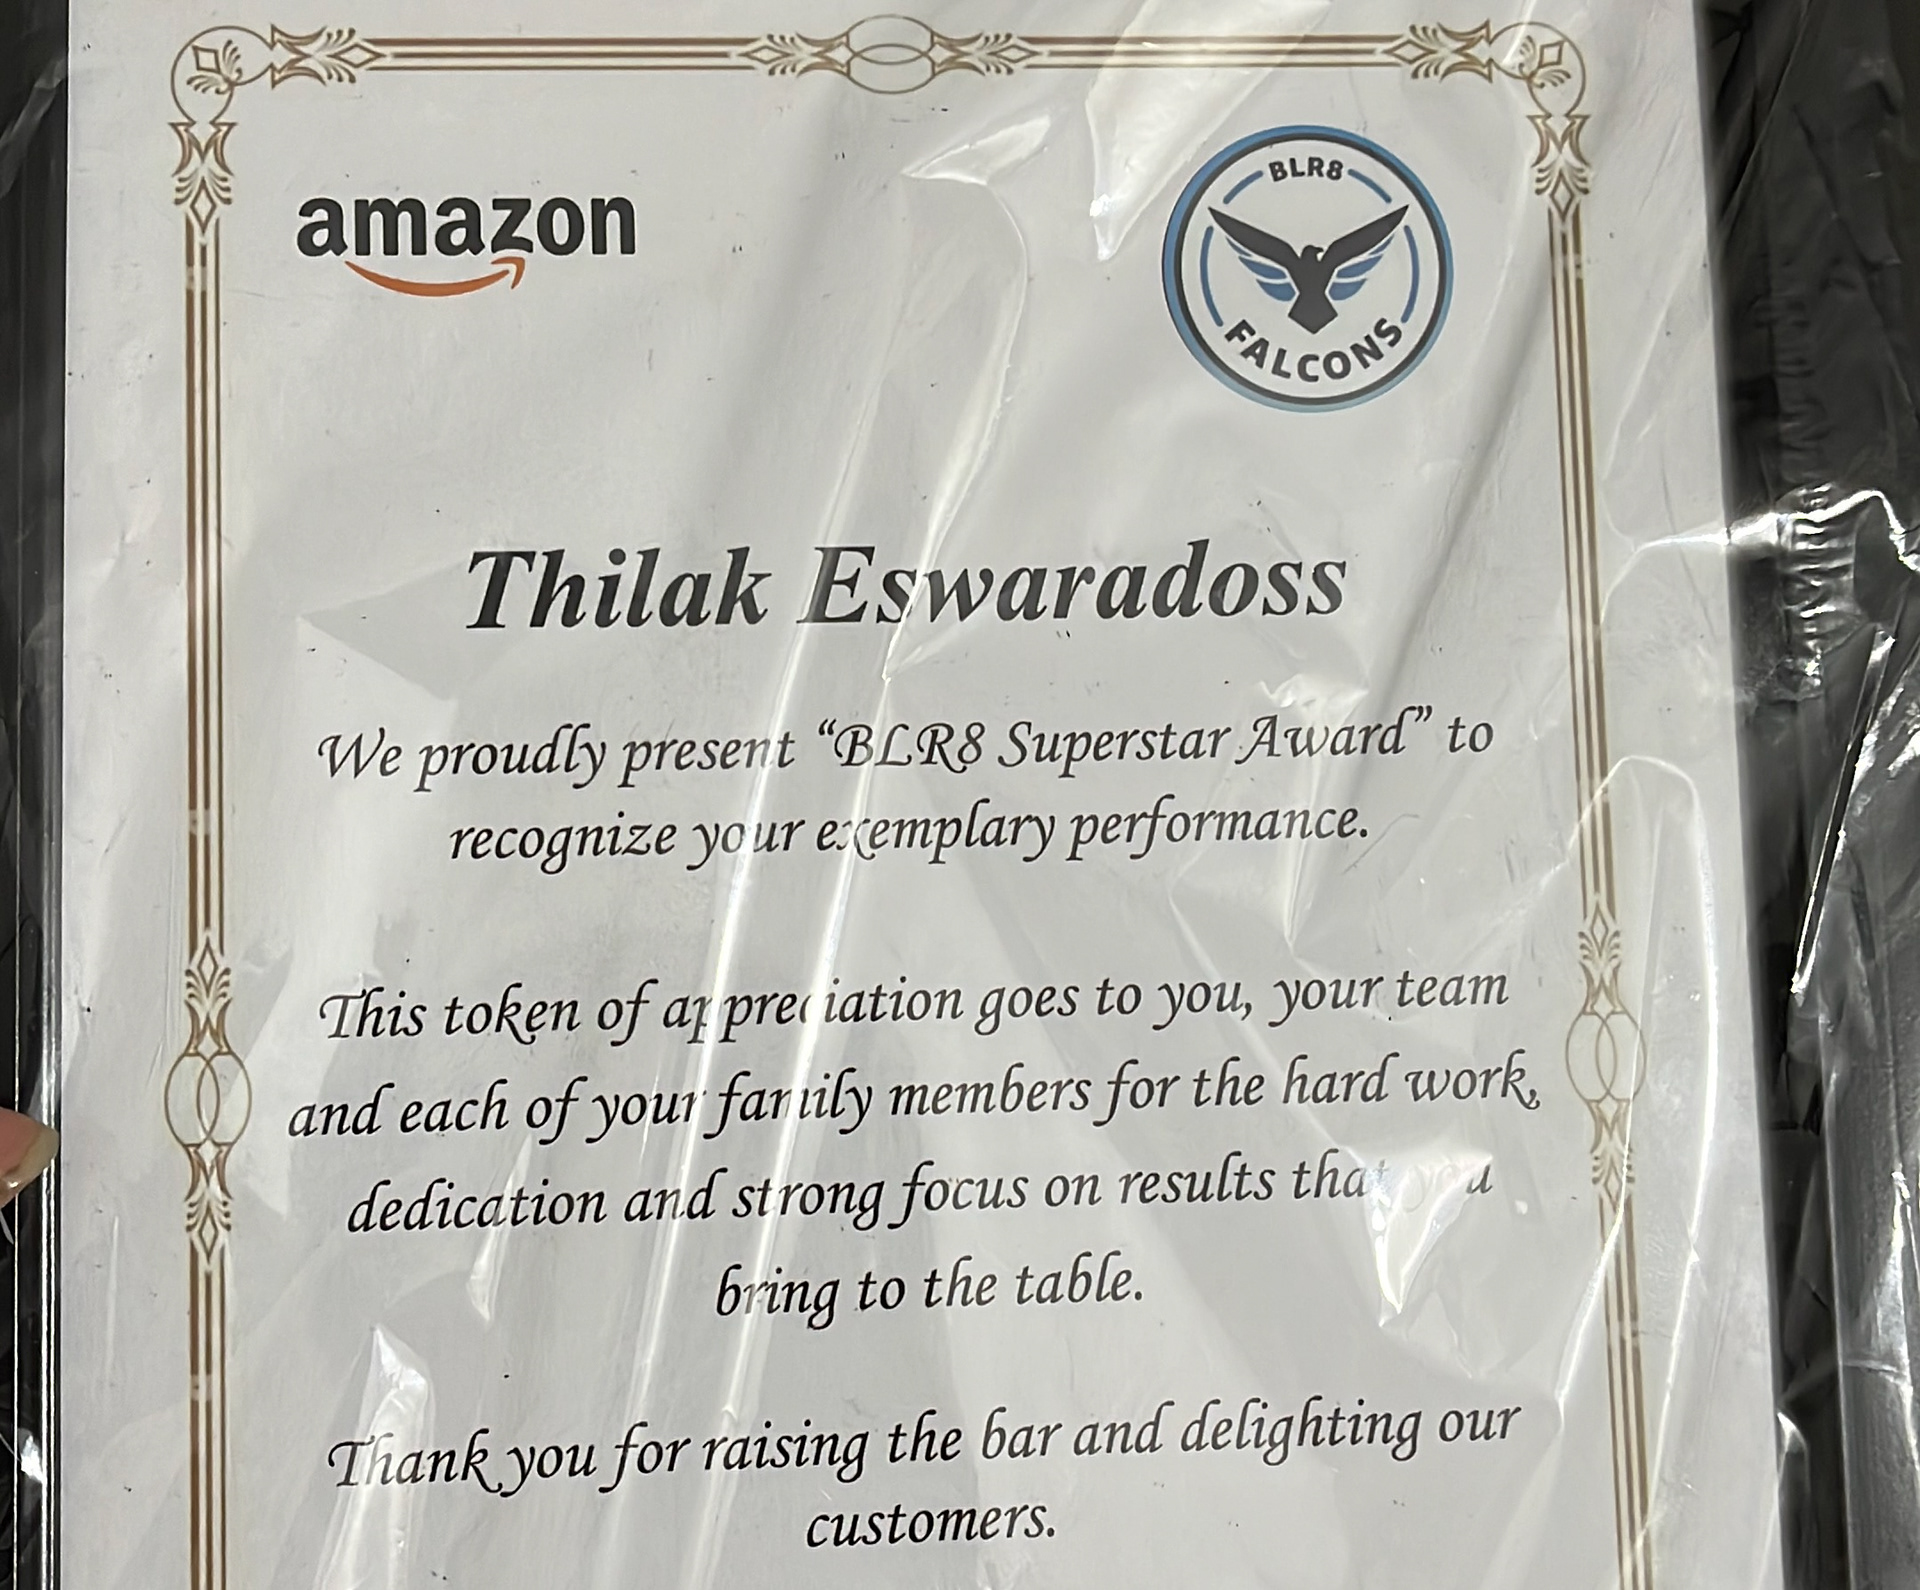 amazon
BLR8
FALCONS
Thilak Eswaradoss
We proudly present “BLR8 Superstar Award” to
recognize your exemplary performance.
This token of appreciation goes to you, your team
and each of your family members for the hard work,
dedication and strong focus on results that you
bring to the table.
Thank you for raising the bar and delighting our
customers.